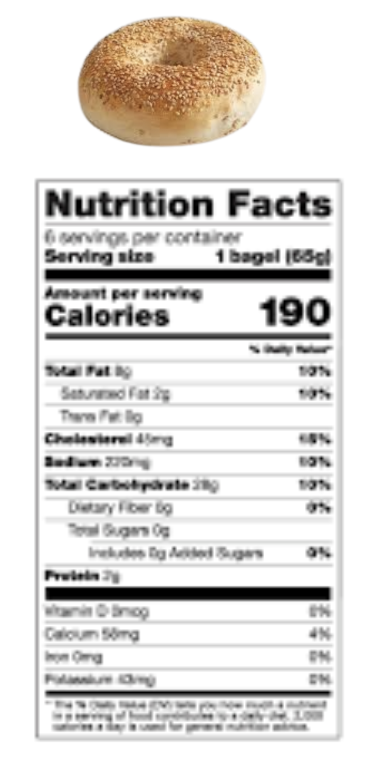 Nutrition Facts
6 servings per container
Serving size 1 bagel (65g)
Amount per serving
Calories 190
% Daily Value*
Total Fat 8g 10%
Saturated Fat 2g 10%
Trans Fat 0g
Cholesterol 45mg 15%
Sodium 220mg 10%
Total Carbohydrate 28g 10%
Dietary Fiber 0g 0%
Total Sugars 0g
Includes 0g Added Sugars 0%
Protein 2g
Vitamin D 0mcg 0%
Calcium 50mg 4%
Iron 0mg 0%
Potassium 0%
* The % Daily Value (DV) tells you how much a nutrient
in a serving of food contributes to a daily diet. 2,000
calories a day is used for general nutrition advice.